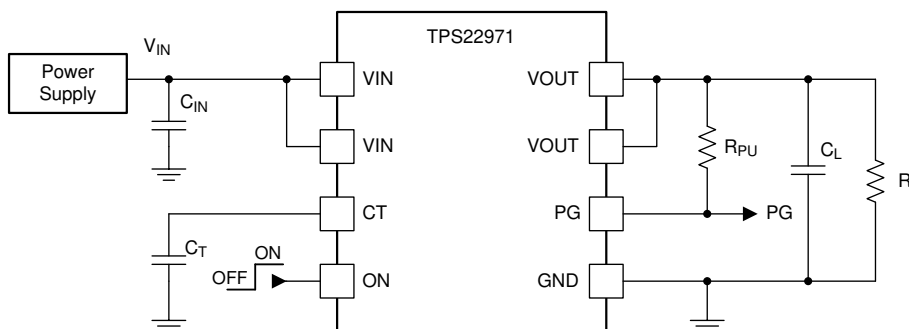 TPS22971
VIN
Power
Supply
VIN
VOUT
CIN
VIN
VOUT
RPU
CL
R
CT
PG
PG
CT
ON
OFF
ON
GND